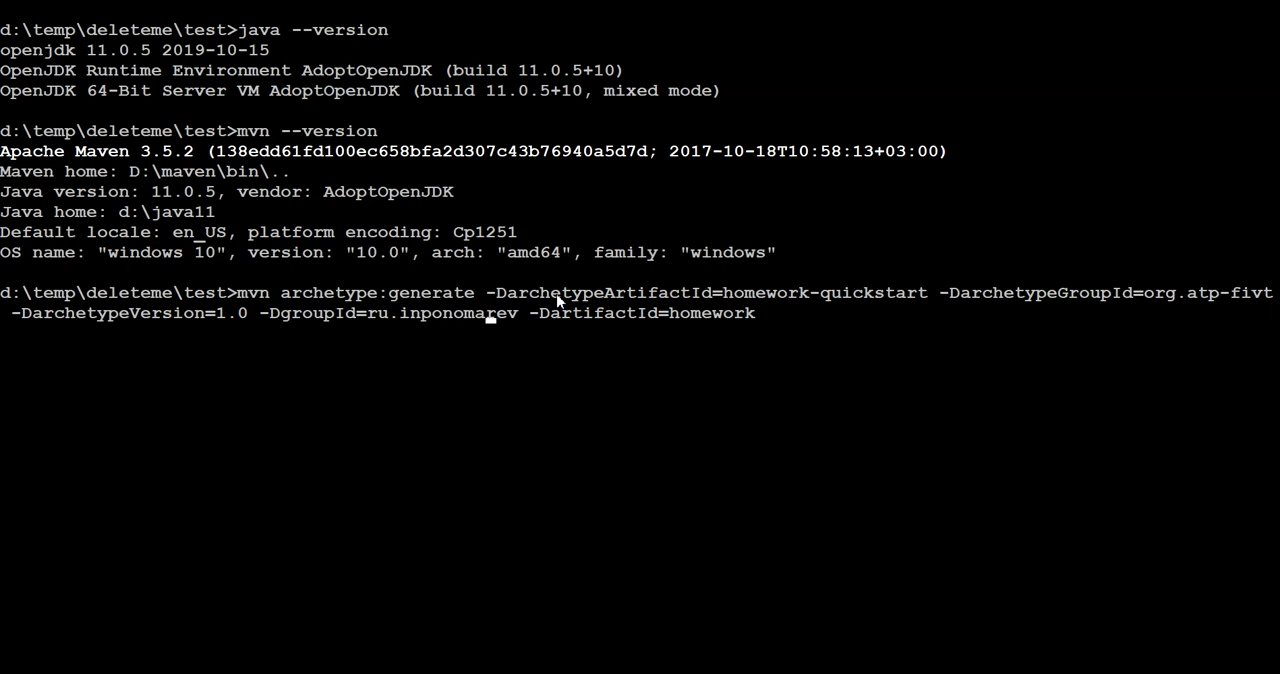 d:\temp\deleteme\test>java --version
openjdk 11.0.5 2019-10-15
OpenJDK Runtime Environment AdoptOpenJDK (build 11.0.5+10)
OpenJDK 64-Bit Server VM AdoptOpenJDK (build 11.0.5+10, mixed mode)
d:\temp\deleteme\test>mvn --version
Apache Maven 3.5.2 (138edd61fd100ec658bfa2d307c43b76940a5d7d; 2017-10-18T10:58:13+03:00)
Maven home: D:\maven\bin\..
Java version: 11.0.5, vendor: AdoptOpenJDK
Java home: d:\java11
Default locale: en_US, platform encoding: Cp1251
OS name: "windows 10", version: "10.0", arch: "amd64", family: "windows"
d:\temp\deleteme\test>mvn archetype:generate -DarchetypeArtifactId=homework-quickstart -DarchetypeGroupId=org.atp-fivt
-DarchetypeVersion=1.0 -DgroupId=ru.inponomarev -DartifactId=homework